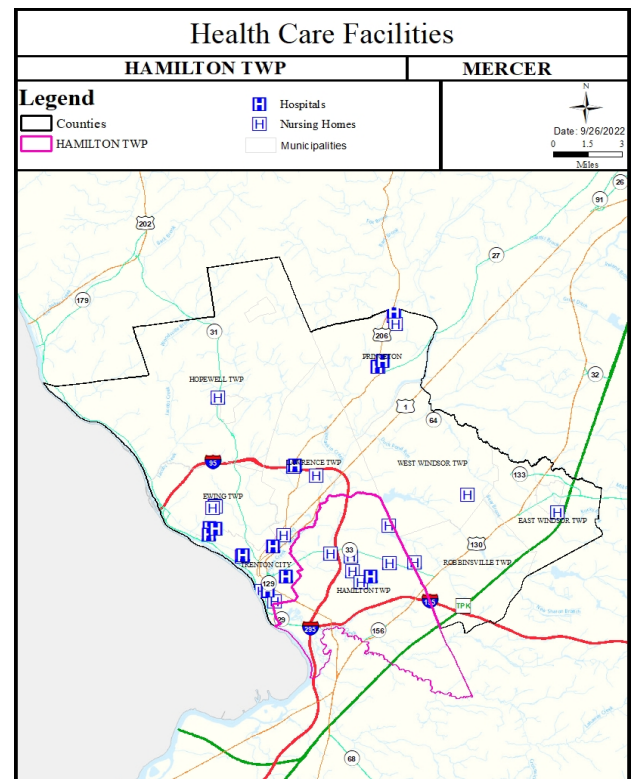 Health Care Facilities
HAMILTON TWP
MERCER
Legend
Counties
HAMILTON TWP
H Hospitals
H Nursing Homes
Municipalities
N
Date: 9/26/2022
0 1.5 3
Miles
26
91
202
27
179
31
206
PRINCETON
32
HOPEWELL TWP
1
64
95
LAWRENCE TWP
WEST WINDSOR TWP
133
EWING TWP
EAST WINDSOR TWP
130
33
TRENTON CITY
ROBBINSVILLE TWP
129
HAMILTON TWP
195
TPK
29
295
156
68